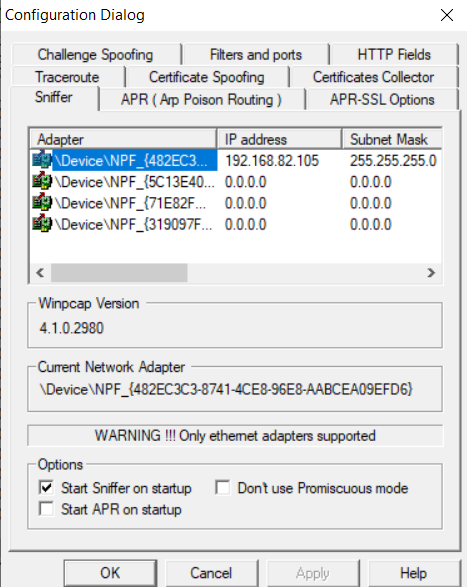 Configuration Dialog
Challenge Spoofing
Filters and ports
HTTP Fields
Traceroute
Certificate Spoofing
Certificates Collector
Sniffer
APR ( Arp Poison Routing )
APR-SSL Options
Adapter IP address Subnet Mask
\Device\NPF_{482EC3... 192.168.82.105 255.255.255.0
\Device\NPF_{5C13E40... 0.0.0.0 0.0.0.0
\Device\NPF_{71E82F... 0.0.0.0 0.0.0.0
\Device\NPF_{319097F... 0.0.0.0 0.0.0.0
Winpcap Version
4.1.0.2980
Current Network Adapter
\Device\NPF_{482EC3C3-8741-4CE8-96E8-AABCEA09EFD6}
WARNING !!! Only ethernet adapters supported
Options
Start Sniffer on startup
Don't use Promiscuous mode
Start APR on startup
OK
Cancel
Apply
Help